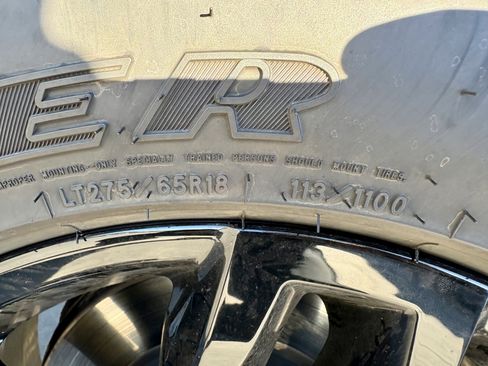 ER
IMPROPER MOUNTING--ONLY SPECIALLY TRAINED PERSONS SHOULD MOUNT TIRES.
LT275/65R18 113/110Q